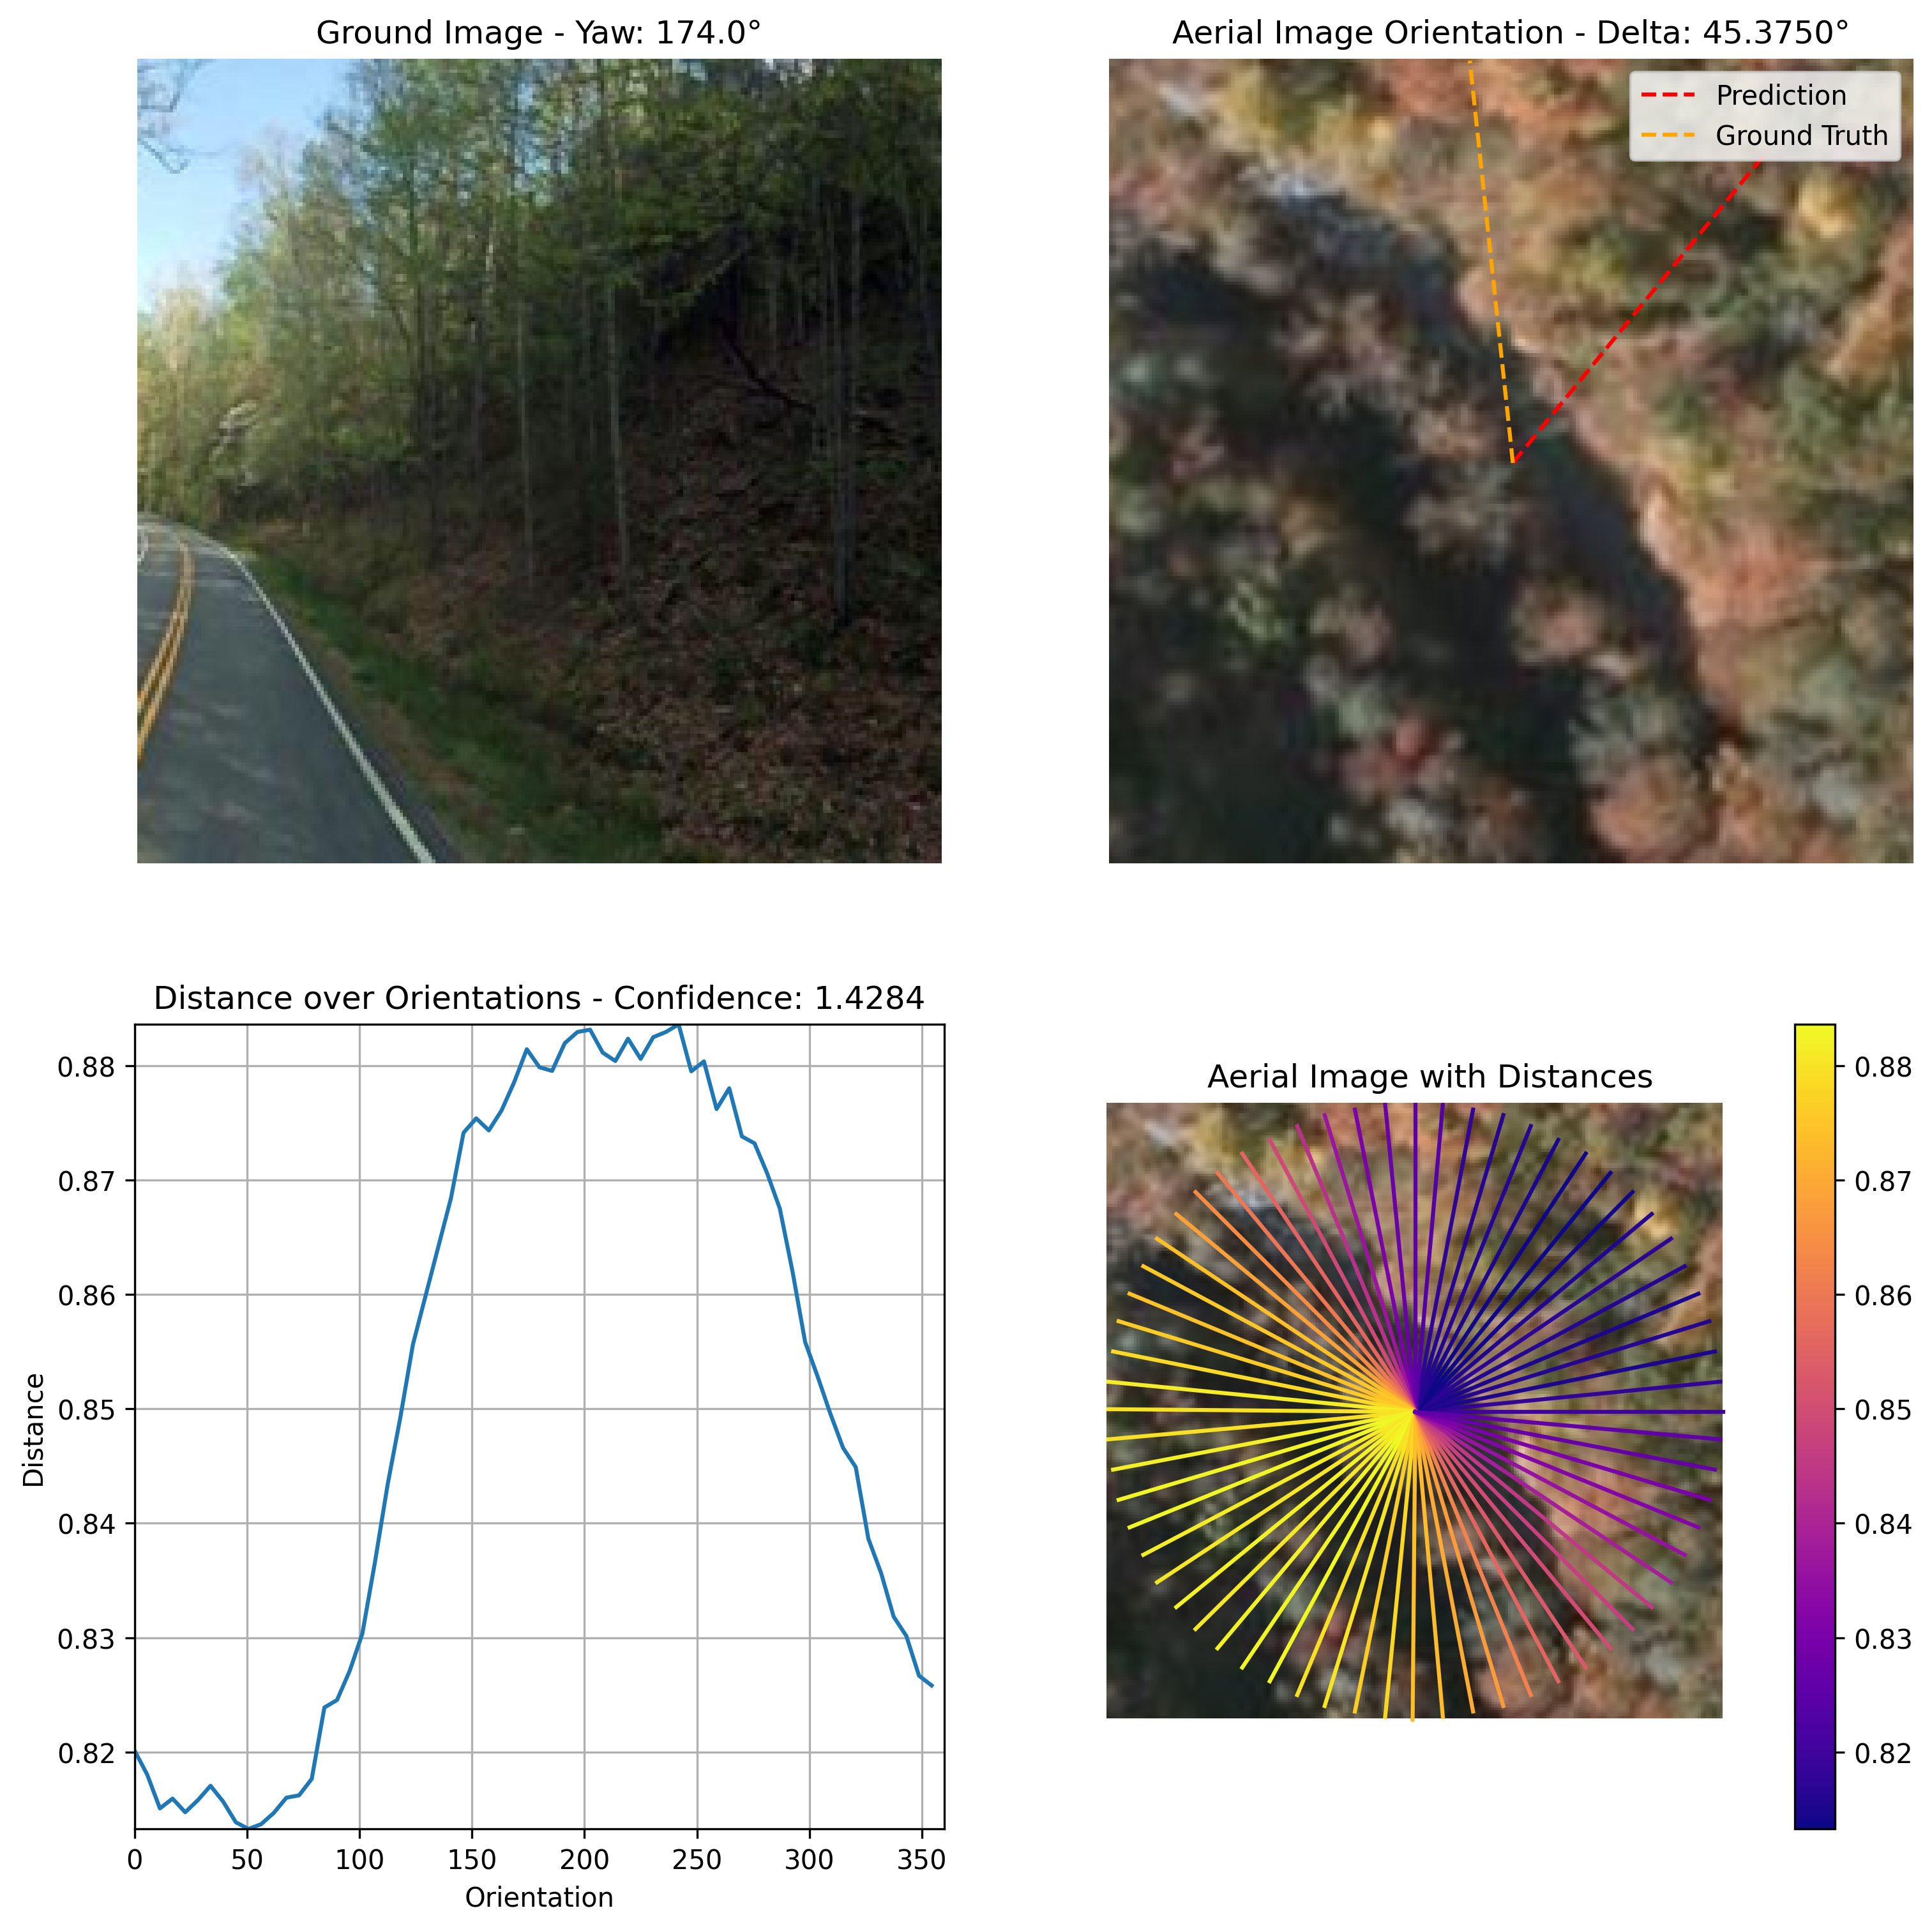 Ground Image - Yaw: 174.0°
Aerial Image Orientation - Delta: 45.3750°
Prediction
Ground Truth
Distance over Orientations - Confidence: 1.4284
0.88
0.87
0.86
0.85
0.84
0.83
0.82
Distance
0 50 100 150 200 250 300 350
Orientation
Aerial Image with Distances
0.88
0.87
0.86
0.85
0.84
0.83
0.82